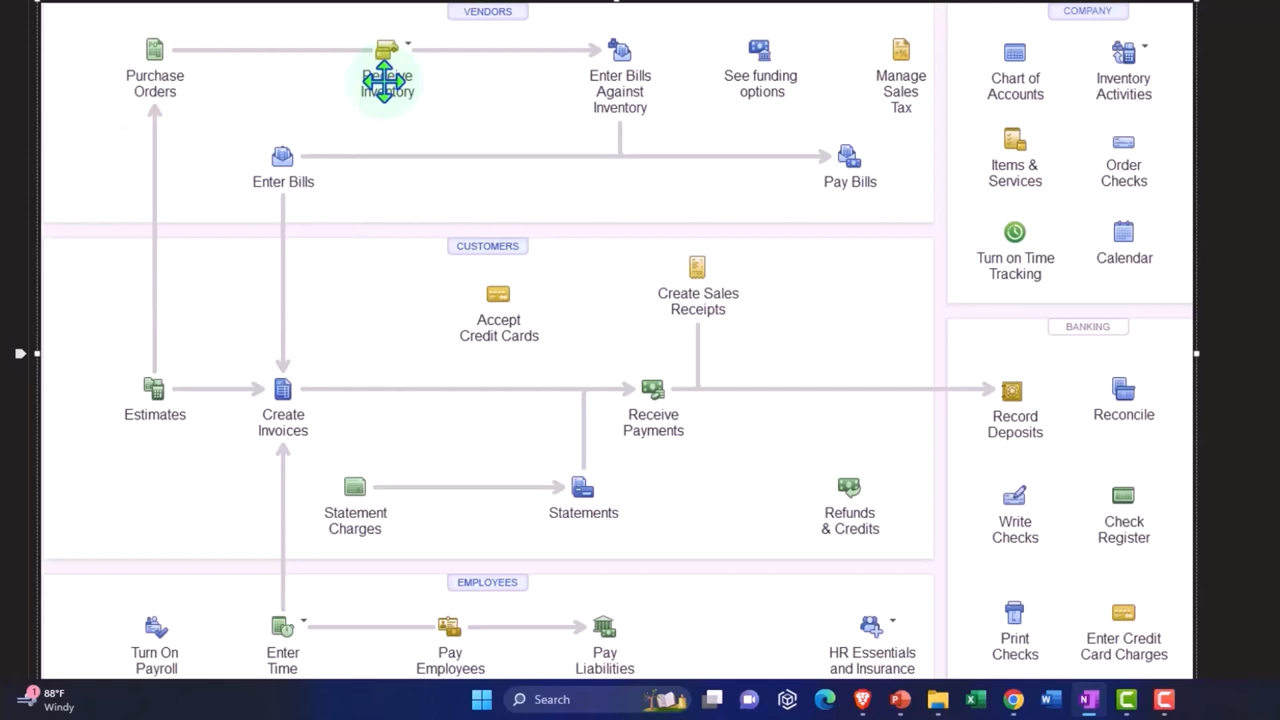 VENDORS
COMPANY
Purchase
Orders
Receive
Inventory
Enter Bills
Against
Inventory
See funding
options
Manage
Sales
Tax
Chart of
Accounts
Inventory
Activities
Enter Bills
Pay Bills
Items &
Services
Order
Checks
CUSTOMERS
Turn on Time
Tracking
Calendar
Accept
Credit Cards
Create Sales
Receipts
BANKING
Estimates
Create
Invoices
Receive
Payments
Record
Deposits
Reconcile
Statement
Charges
Statements
Refunds
& Credits
Write
Checks
Check
Register
EMPLOYEES
Turn On
Payroll
Enter
Time
Pay
Employees
Pay
Liabilities
HR Essentials
and Insurance
Print
Checks
Enter Credit
Card Charges
1
88°F
Windy
Search